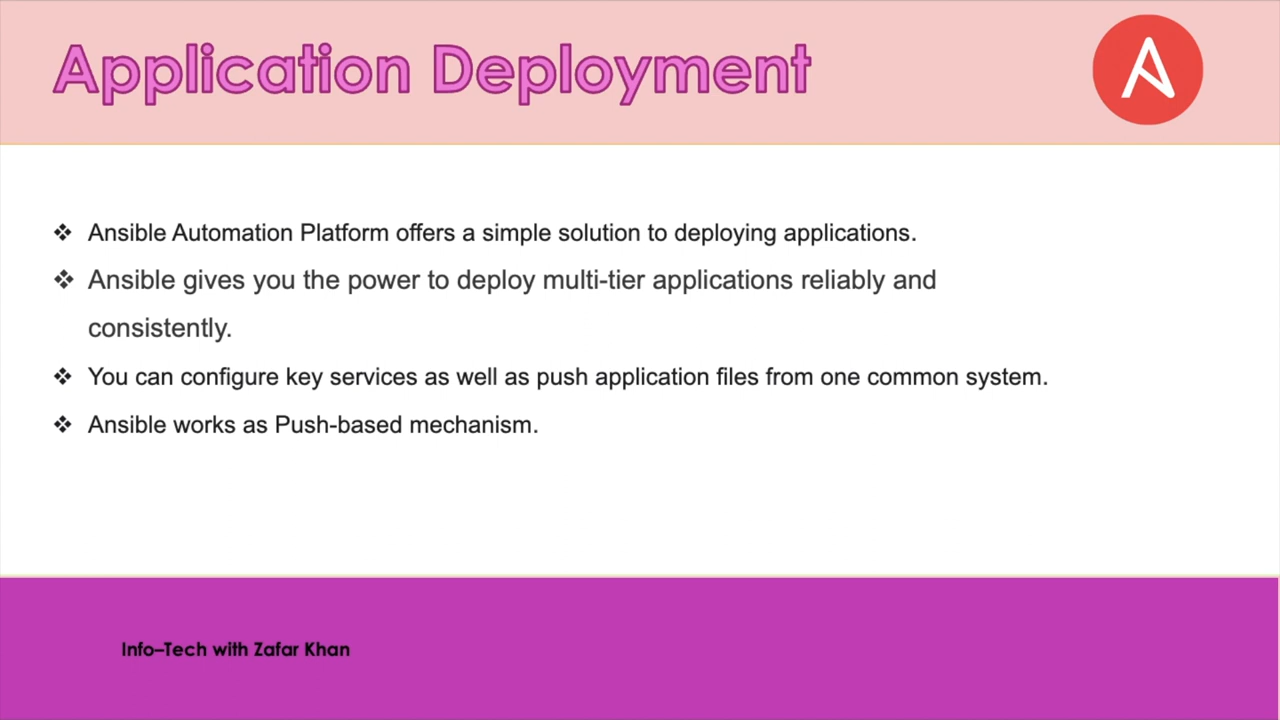 Application Deployment
❖ Ansible Automation Platform offers a simple solution to deploying applications.
❖ Ansible gives you the power to deploy multi-tier applications reliably and
consistently.
❖ You can configure key services as well as push application files from one common system.
❖ Ansible works as Push-based mechanism.
Info–Tech with Zafar Khan